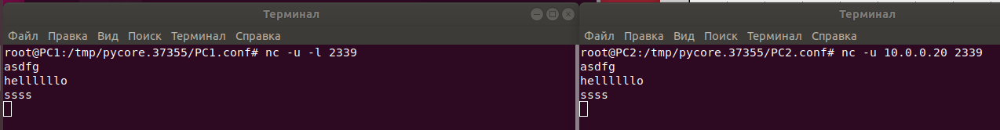 Терминал
Файл Правка Вид Поиск Терминал Справка
root@PC1:/tmp/pycore.37355/PC1.conf# nc -u -l 2339
asdfg
hellllllo
ssss
Терминал
Файл Правка Вид Поиск Терминал Справка
root@PC2:/tmp/pycore.37355/PC2.conf# nc -u 10.0.0.20 2339
asdfg
hellllllo
ssss